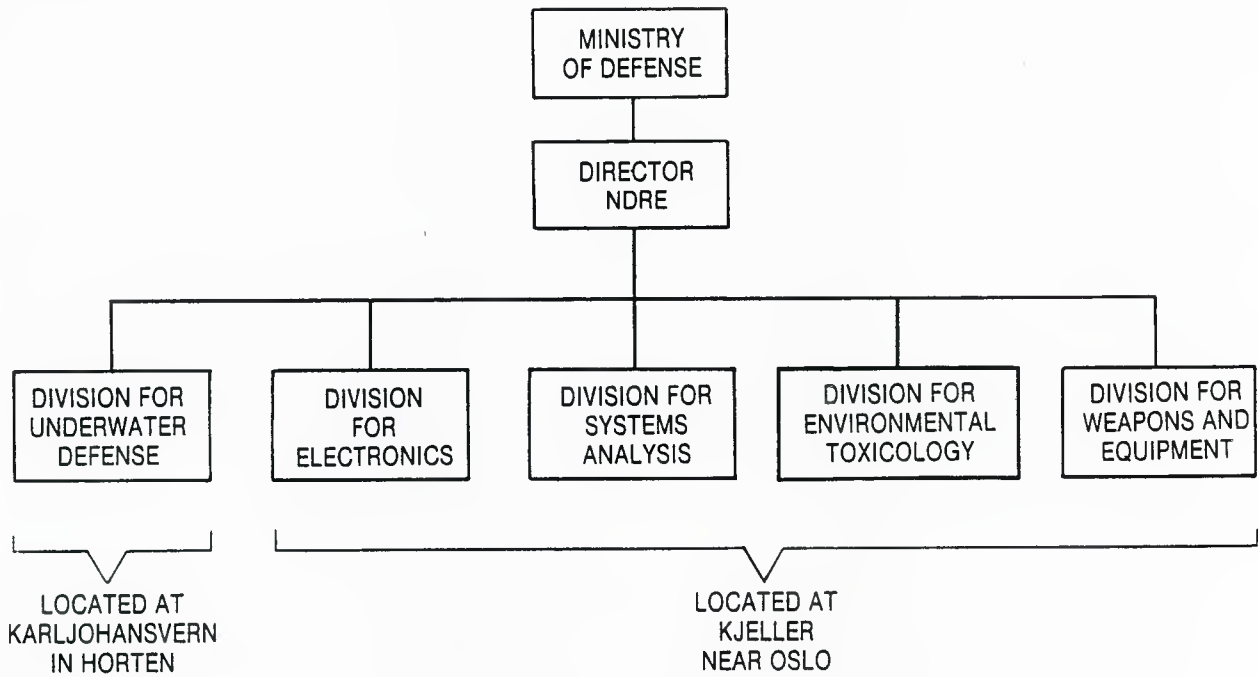 MINISTRY
OF DEFENSE
DIRECTOR
NDRE
DIVISION FOR
UNDERWATER
DEFENSE
DIVISION
FOR
ELECTRONICS
DIVISION FOR
SYSTEMS
ANALYSIS
DIVISION FOR
ENVIRONMENTAL
TOXICOLOGY
DIVISION FOR
WEAPONS AND
EQUIPMENT
LOCATED AT
KARLJOHANSVERN
IN HORTEN
LOCATED AT
KJELLER
NEAR OSLO